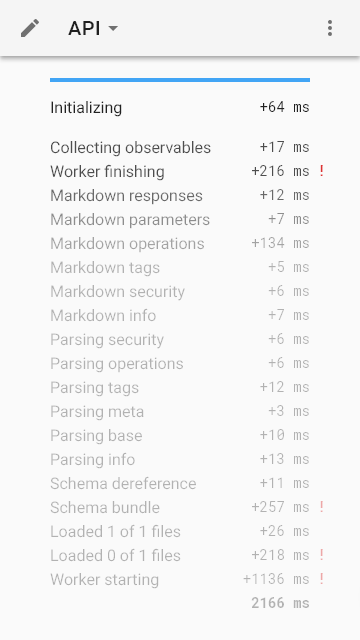 API
Initializing +64 ms
Collecting observables +17 ms
Worker finishing +216 ms !
Markdown responses +12 ms
Markdown parameters +7 ms
Markdown operations +134 ms
Markdown tags +5 ms
Markdown security +6 ms
Markdown info +7 ms
Parsing security +6 ms
Parsing operations +6 ms
Parsing tags +12 ms
Parsing meta +3 ms
Parsing base +10 ms
Parsing info +13 ms
Schema dereference +11 ms
Schema bundle +257 ms !
Loaded 1 of 1 files +26 ms
Loaded 0 of 1 files +218 ms !
Worker starting +1136 ms !
2166 ms